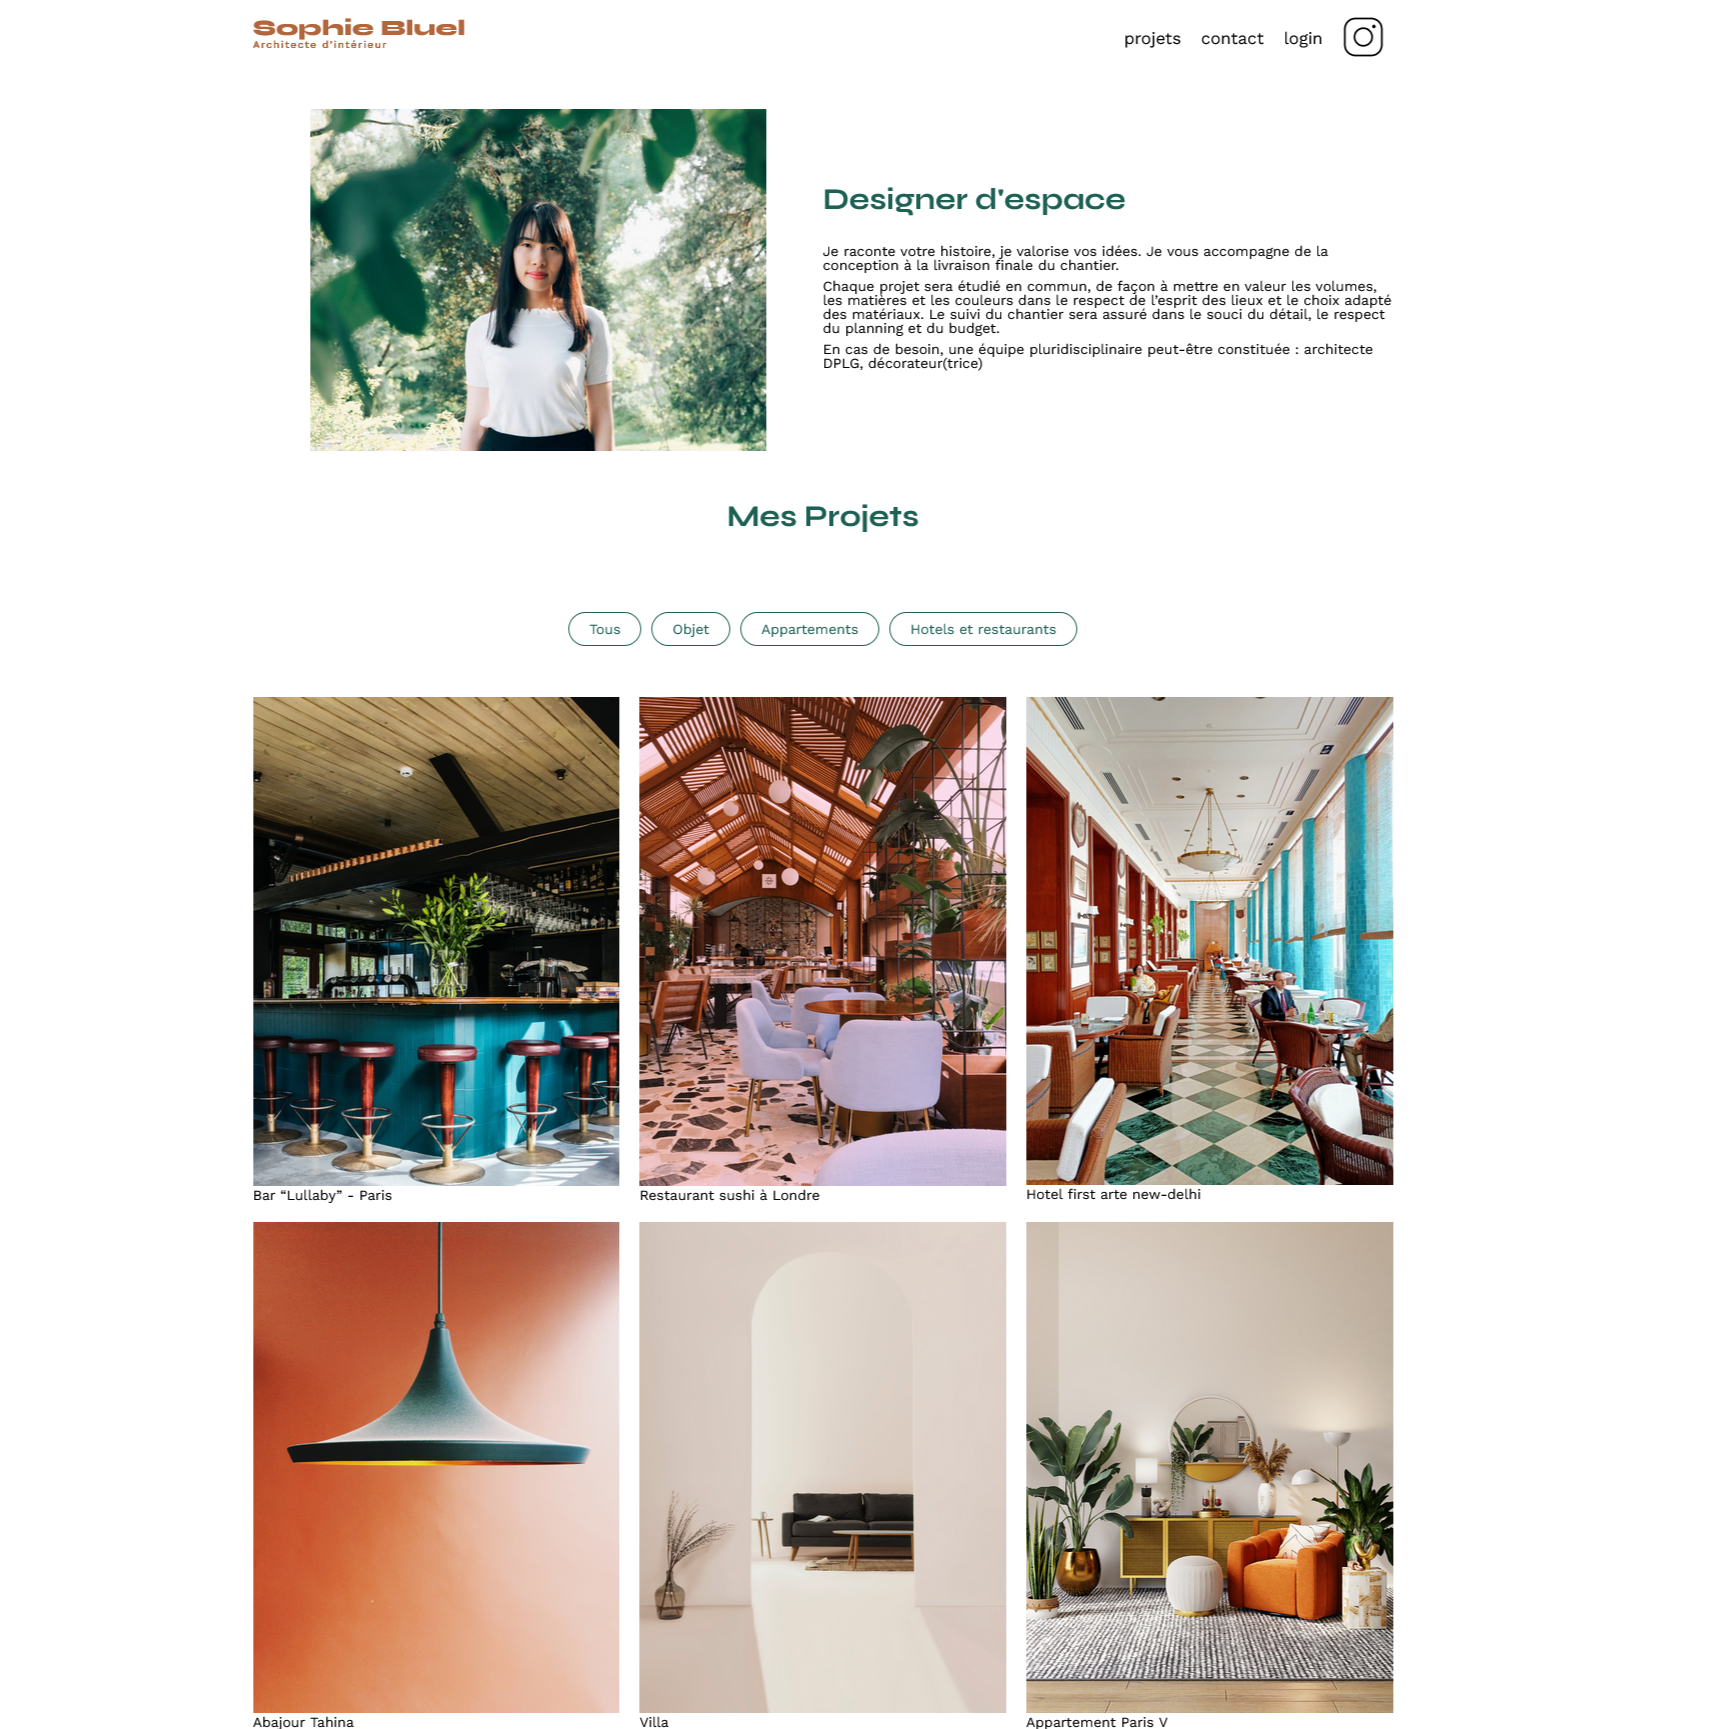 Sophie Bluel
Architecte d'intérieur
projets
contact
login
Designer d'espace
Je raconte votre histoire, je valorise vos idées. Je vous accompagne de la
conception à la livraison finale du chantier.
Chaque projet sera étudié en commun, de façon à mettre en valeur les volumes,
les matières et les couleurs dans le respect de l’esprit des lieux et le choix adapté
des matériaux. Le suivi du chantier sera assuré dans le souci du détail, le respect
du planning et du budget.
En cas de besoin, une équipe pluridisciplinaire peut-être constituée : architecte
DPLG, décorateur(trice)
Mes Projets
Tous
Objet
Appartements
Hotels et restaurants
Bar “Lullaby” - Paris
Restaurant sushi à Londre
Hotel first arte new-delhi
Abajour Tahina
Villa
Appartement Paris V